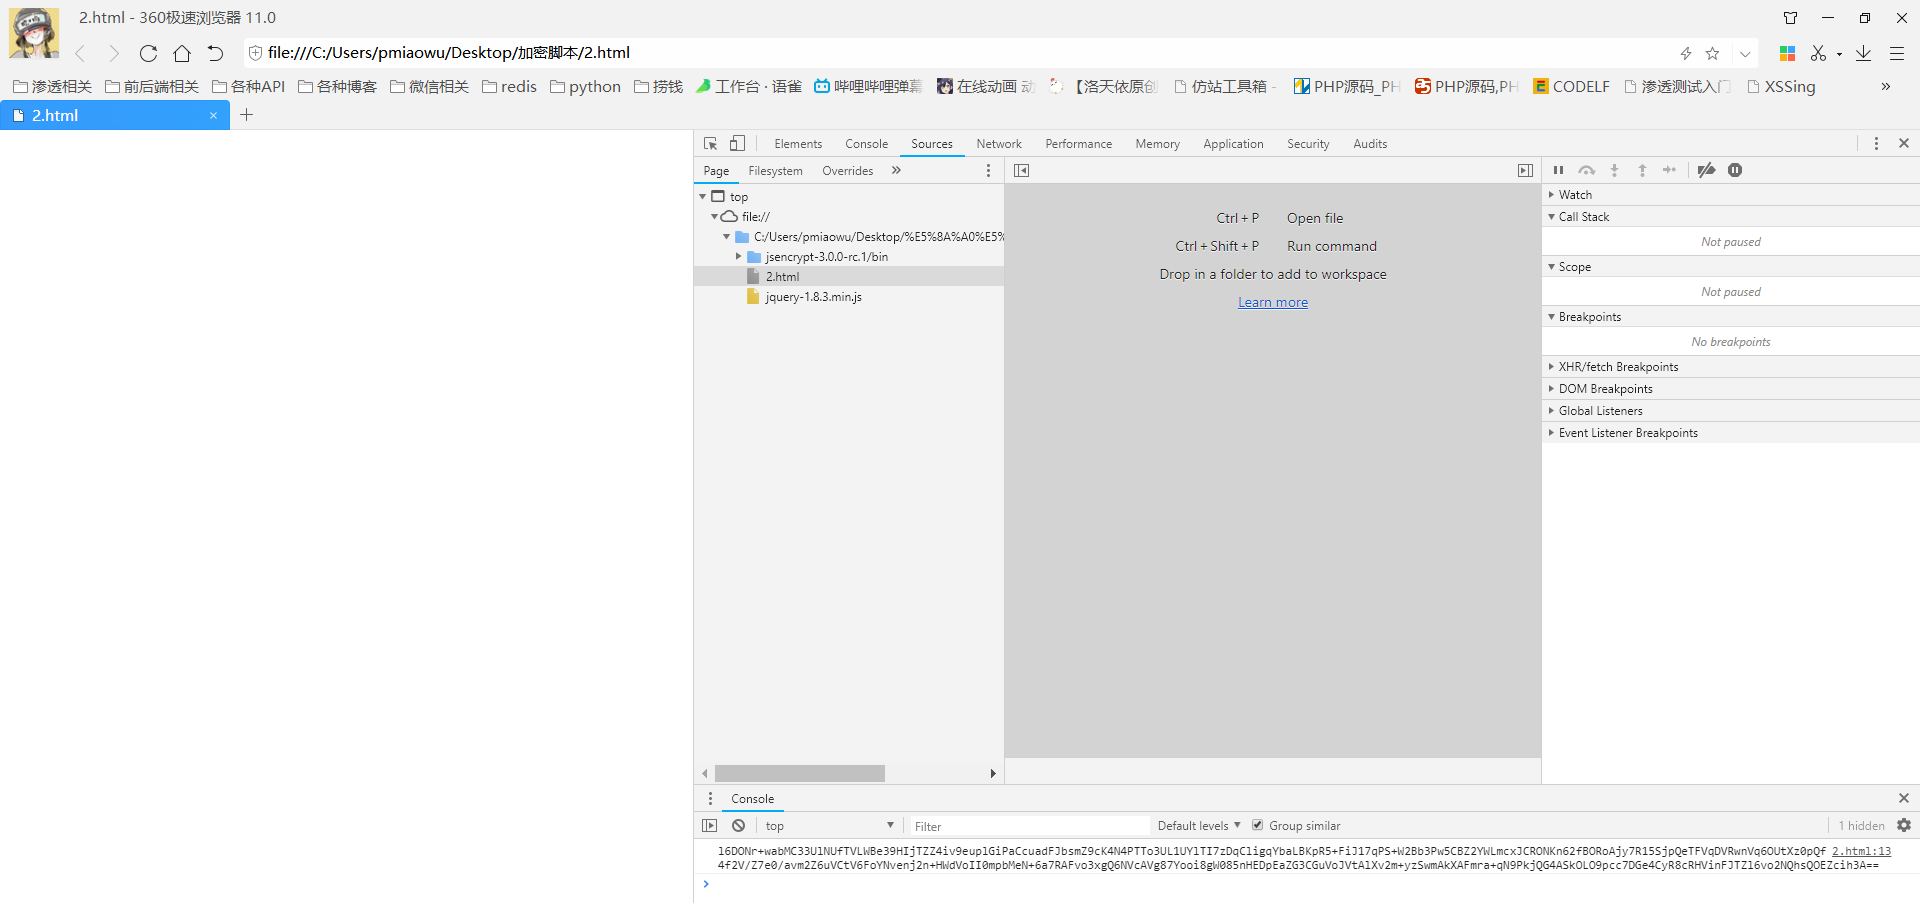 2.html - 360极速浏览器 11.0
file:///C:/Users/pmiaowu/Desktop/加密脚本/2.html
渗透相关 前后端相关 各种API 各种博客 微信相关 redis python 捞钱 工作台 · 语雀 哔哩哔哩弹幕 在线动画 动 【洛天依原创 仿站工具箱 - PHP源码_PH PHP源码,PH CODELF 渗透测试入门 XSSing »
2.html
Elements Console Sources Network Performance Memory Application Security Audits
Page Filesystem Overrides »
top
file://
C:/Users/pmiaowu/Desktop/%E5%8A%A0%E5%
jsencrypt-3.0.0-rc.1/bin
2.html
jquery-1.8.3.min.js
Ctrl + P Open file
Ctrl + Shift + P Run command
Drop in a folder to add to workspace
Learn more
Watch
Call Stack
Not paused
Scope
Not paused
Breakpoints
No breakpoints
XHR/fetch Breakpoints
DOM Breakpoints
Global Listeners
Event Listener Breakpoints
Console
top Filter Default levels Group similar 1 hidden
l6DONr+wabMC33UlNUfTVLWBe39HIjTZZ4iv9euplGiPaCcuadFJbsmZ9cK4N4PTTo3UL1UYlTI7zDqCligqYbaLBKpR5+FiJ17qPS+W2Bb3Pw5CBZ2YWLmcxJCRONKn62fBORoAjy7R15SjpQeTFVqDVRwnVq6OUtXz0pQf 2.html:13
4f2V/Z7e0/avm2Z6uVCtV6FoYNvenj2n+HWdVoII0mpbMeN+6a7RAFvo3xgQ6NVcAVg87Yooi8gW085nHEDpEaZG3CGuVoJVtAlXv2m+yzSwmAkXAFmra+qN9PkjQG4ASkOLO9pcc7DGe4CyR8cRHVinFJTZl6vo2NQhsQOEZcih3A==